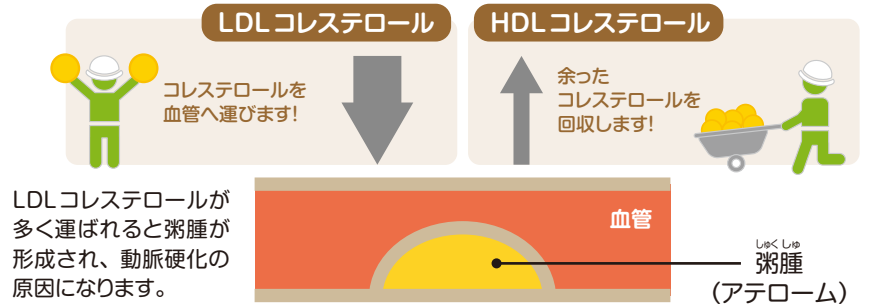 LDLコレステロール
コレステロールを
血管へ運びます!
HDLコレステロール
余った
コレステロールを
回収します!
LDLコレステロールが
多く運ばれると粥腫が
形成され、動脈硬化の
原因になります。
血管
しゅくしゅ
粥腫
(アテローム)